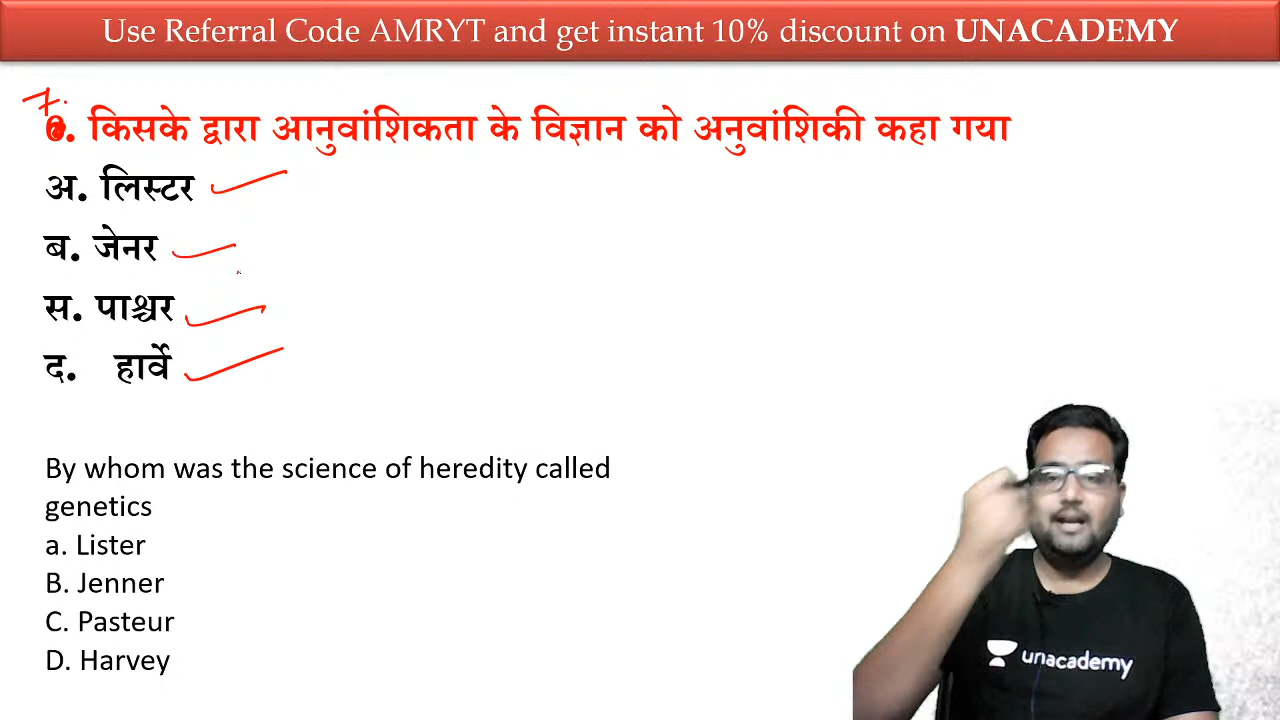 Use Referral Code AMRYT and get instant 10% discount on UNACADEMY
7.
किसके द्वारा आनुवांशिकता के विज्ञान को अनुवांशिकी कहा गया
अ. लिस्टर
ब. जेनर
स. पाश्चर
द. हार्वे
By whom was the science of heredity called
genetics
a. Lister
B. Jenner
C. Pasteur
D. Harvey
unacademy